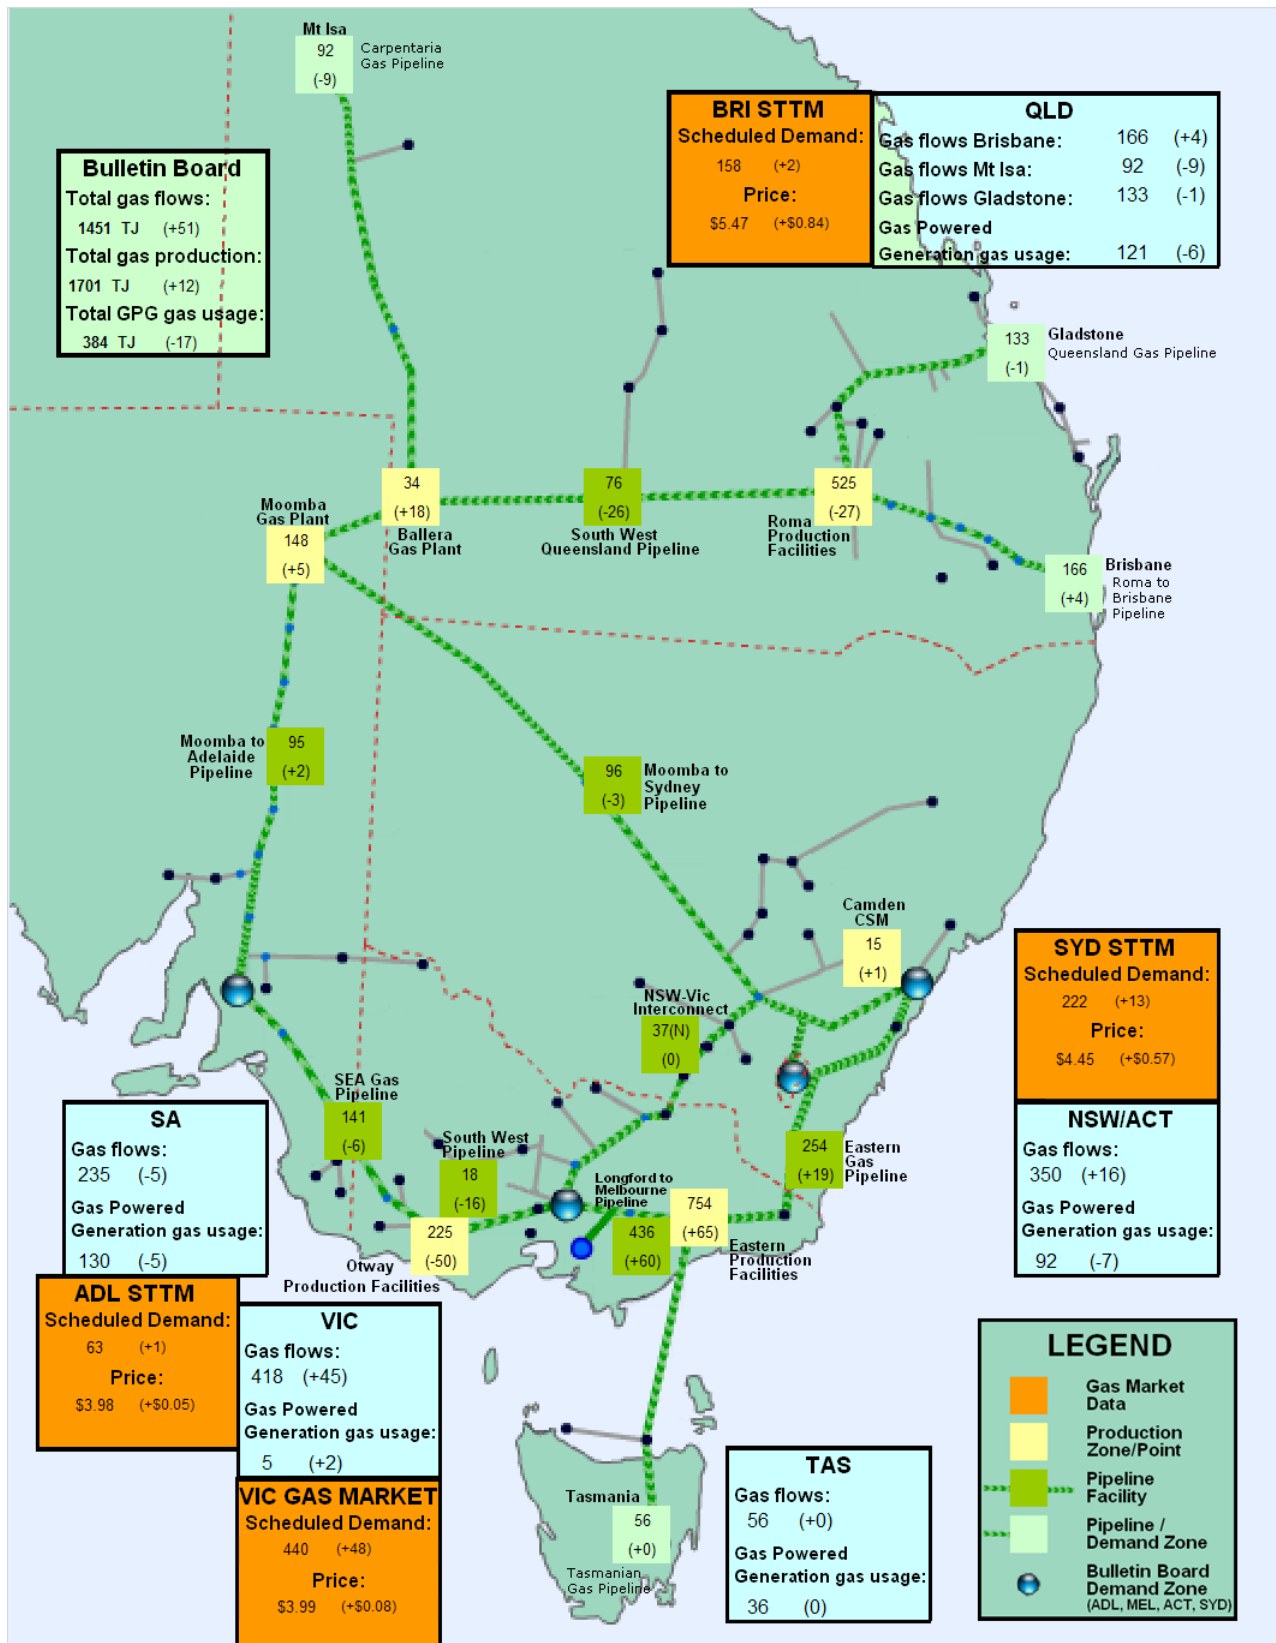 Mt Isa
92
(-9)
Carpentaria
Gas Pipeline
Bulletin Board
Total gas flows:
1451 TJ (+51)
Total gas production:
1701 TJ (+12)
Total GPG gas usage:
384 TJ (-17)
BRI STTM
Scheduled Demand:
158 (+2)
Price:
$5.47 (+$0.84)
QLD
Gas flows Brisbane: 166 (+4)
Gas flows Mt Isa: 92 (-9)
Gas flows Gladstone: 133 (-1)
Gas Powered
Generation gas usage: 121 (-6)
133
(-1)
Gladstone
Queensland Gas Pipeline
34
(+18)
Ballera
Gas Plant
76
(-26)
South West
Queensland Pipeline
525
(-27)
Roma
Production
Facilities
Moomba
Gas Plant
148
(+5)
166
(+4)
Brisbane
Roma to
Brisbane
Pipeline
Moomba to
Adelaide
Pipeline
95
(+2)
96
(-3)
Moomba to
Sydney
Pipeline
Camden
CSM
15
(+1)
NSW-Vic
Interconnect
37(N)
(0)
SYD STTM
Scheduled Demand:
222 (+13)
Price:
$4.45 (+$0.57)
NSW/ACT
Gas flows:
350 (+16)
Gas Powered
Generation gas usage:
92 (-7)
SEA Gas
Pipeline
141
(-6)
South West
Pipeline
18
(-16)
Longford to
Melbourne
Pipeline
436
(+60)
754
(+65)
Eastern
Production
Facilities
254
(+19)
Eastern
Gas
Pipeline
225
(-50)
Otway
Production Facilities
SA
Gas flows:
235 (-5)
Gas Powered
Generation gas usage:
130 (-5)
ADL STTM
Scheduled Demand:
63 (+1)
Price:
$3.98 (+$0.05)
VIC
Gas flows:
418 (+45)
Gas Powered
Generation gas usage:
5 (+2)
VIC GAS MARKET
Scheduled Demand:
440 (+48)
Price:
$3.99 (+$0.08)
Tasmania
56
(+0)
Tasmanian
Gas Pipeline
TAS
Gas flows:
56 (+0)
Gas Powered
Generation gas usage:
36 (0)
LEGEND
Gas Market
Data
Production
Zone/Point
Pipeline
Facility
Pipeline /
Demand Zone
Bulletin Board
Demand Zone
(ADL, MEL, ACT, SYD)